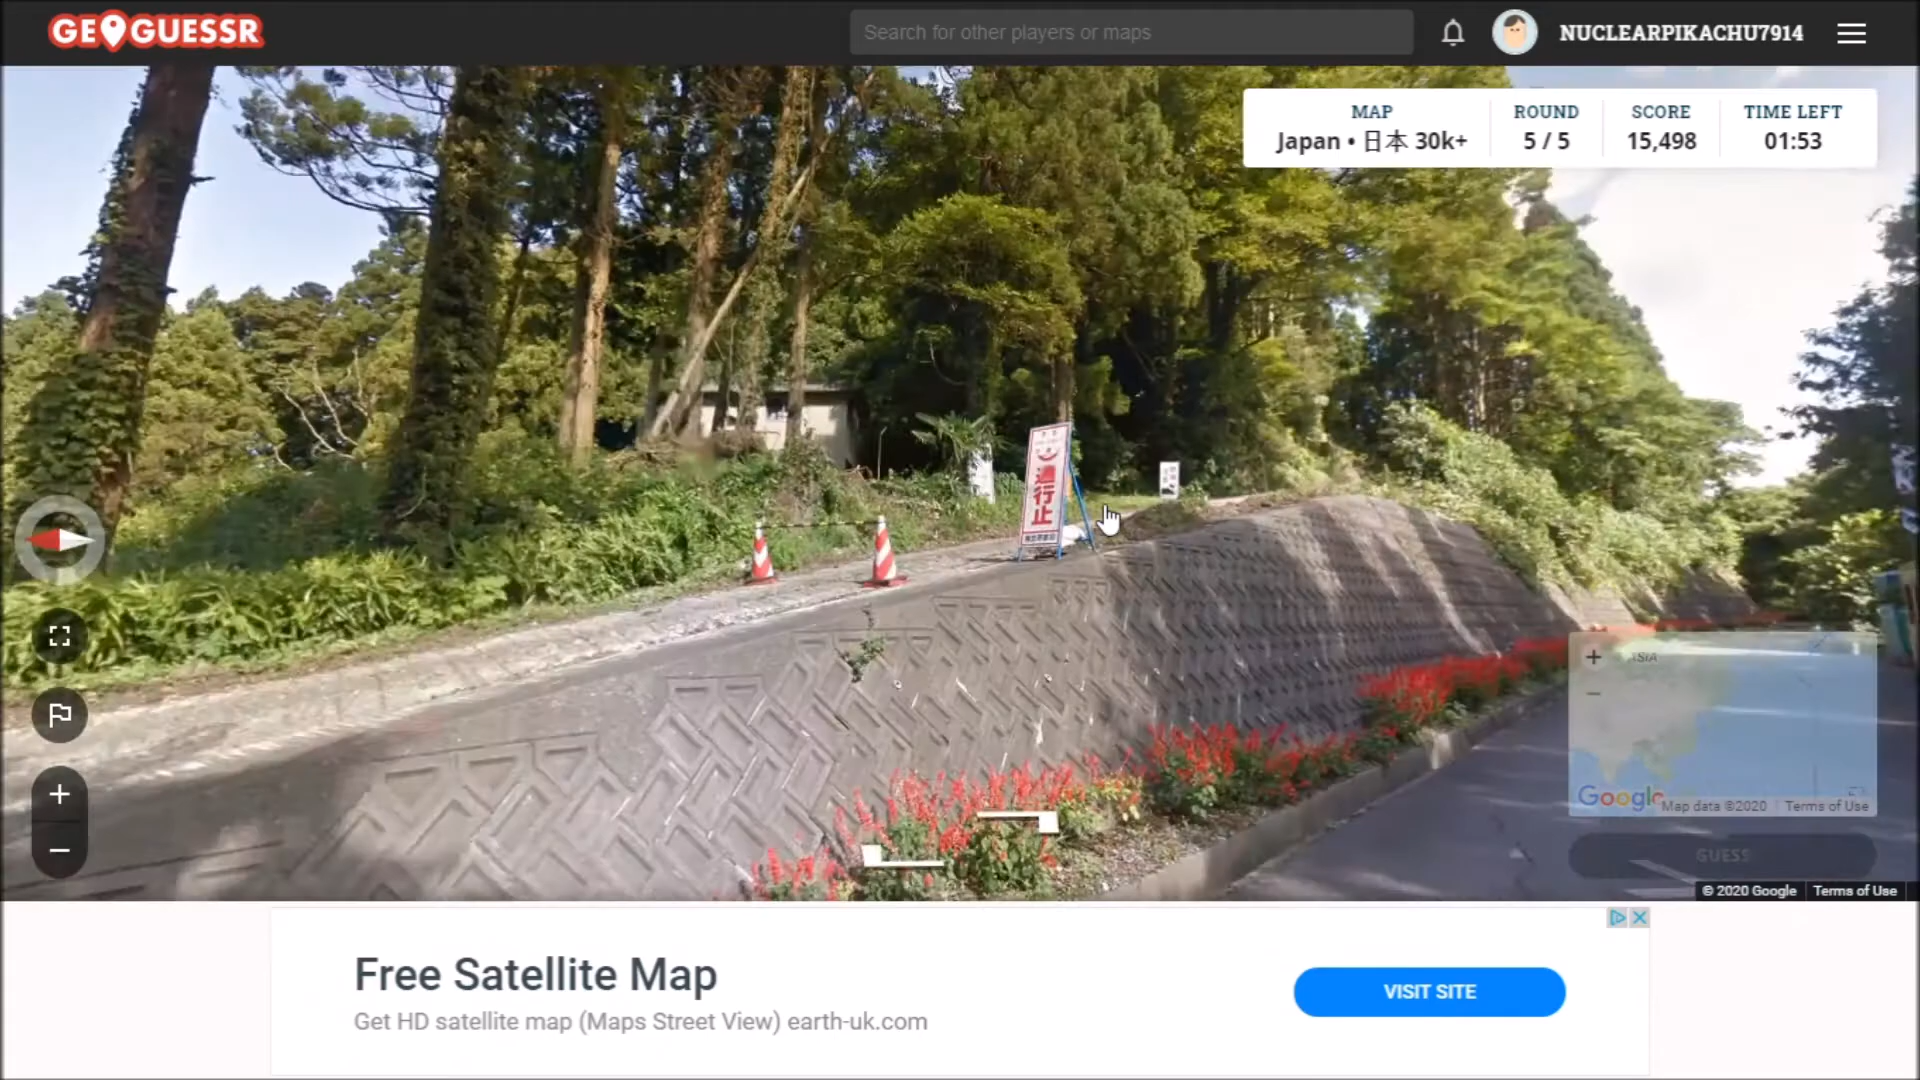 GEOGUESSR
Search for other players or maps
NUCLEARPIKACHU7914
MAP
Japan • 日本 30k+
ROUND
5 / 5
SCORE
15,498
TIME LEFT
01:53
通行止
Google
Map data ©2020
Terms of Use
GUESS
© 2020 Google
Terms of Use
Free Satellite Map
Get HD satellite map (Maps Street View) earth-uk.com
VISIT SITE